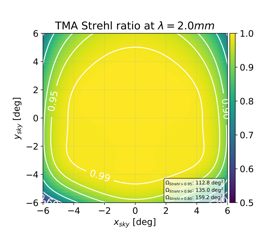 TMA Strehl ratio at λ = 2.0mm
6
4
2
0
−2
−4
−6
y_sky [deg]
0.95
0.90
0.99
Ω_Strehl > 0.95: 112.8 deg²
Ω_Strehl > 0.90: 135.0 deg²
Ω_Strehl > 0.80: 159.2 deg²
−6 −4 −2 0 2 4 6
x_sky [deg]
1.0
0.9
0.8
0.7
0.6
0.5